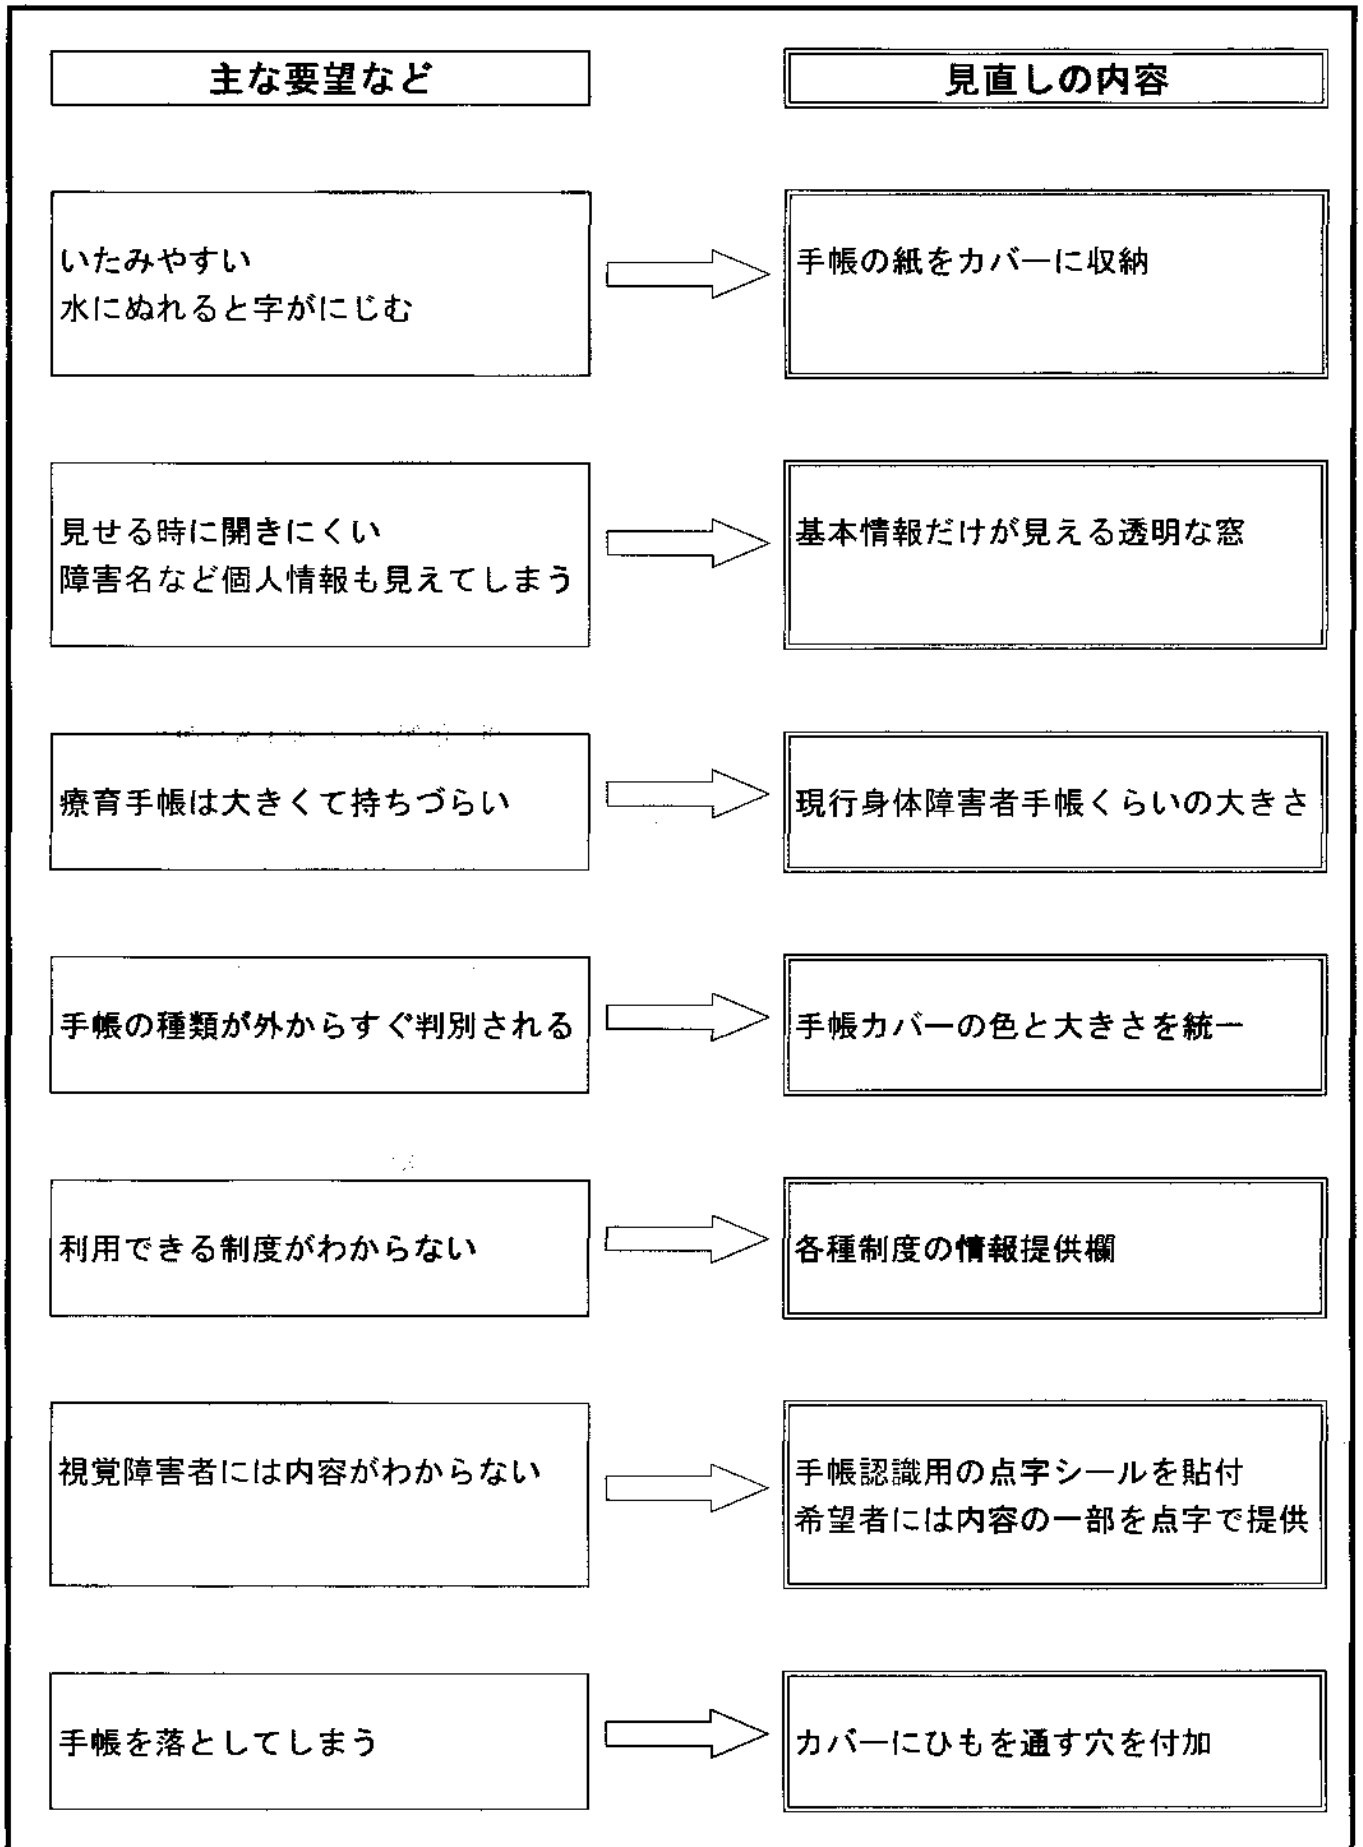 主な要望など
見直しの内容
いたみやすい
水にぬれると字がにじむ
手帳の紙をカバーに収納
見せる時に開きにくい
障害名など個人情報も見えてしまう
基本情報だけが見える透明な窓
療育手帳は大きくて持ちづらい
現行身体障害者手帳くらいの大きさ
手帳の種類が外からすぐ判別される
手帳カバーの色と大きさを統一
利用できる制度がわからない
各種制度の情報提供欄
視覚障害者には内容がわからない
手帳認識用の点字シールを貼付
希望者には内容の一部を点字で提供
手帳を落としてしまう
カバーにひもを通す穴を付加